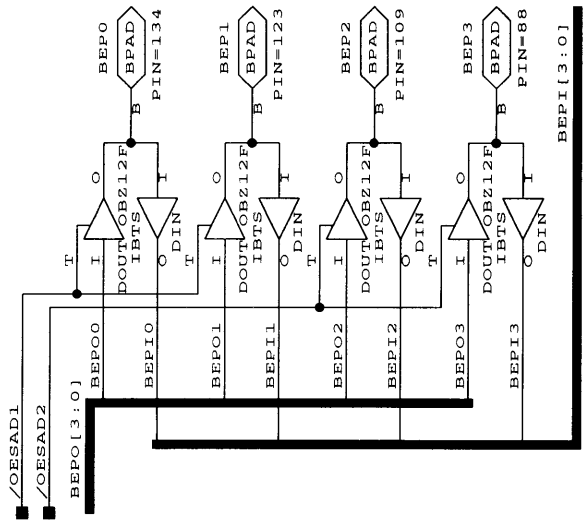 /OESAD1
/OESAD2
BEPO[3:0]
T
BEPO0
I
O
BEP0
DOUT
OBZ12F
B
BPAD
IBTS
BEPI0
O
I
PIN=134
DIN
T
BEPO1
I
O
BEP1
DOUT
OBZ12F
B
BPAD
IBTS
BEPI1
O
I
PIN=123
DIN
T
BEPO2
I
O
BEP2
DOUT
OBZ12F
B
BPAD
IBTS
BEPI2
O
I
PIN=109
DIN
T
BEPO3
I
O
BEP3
DOUT
OBZ12F
B
BPAD
IBTS
BEPI3
O
I
PIN=88
DIN
BEPI[3:0]